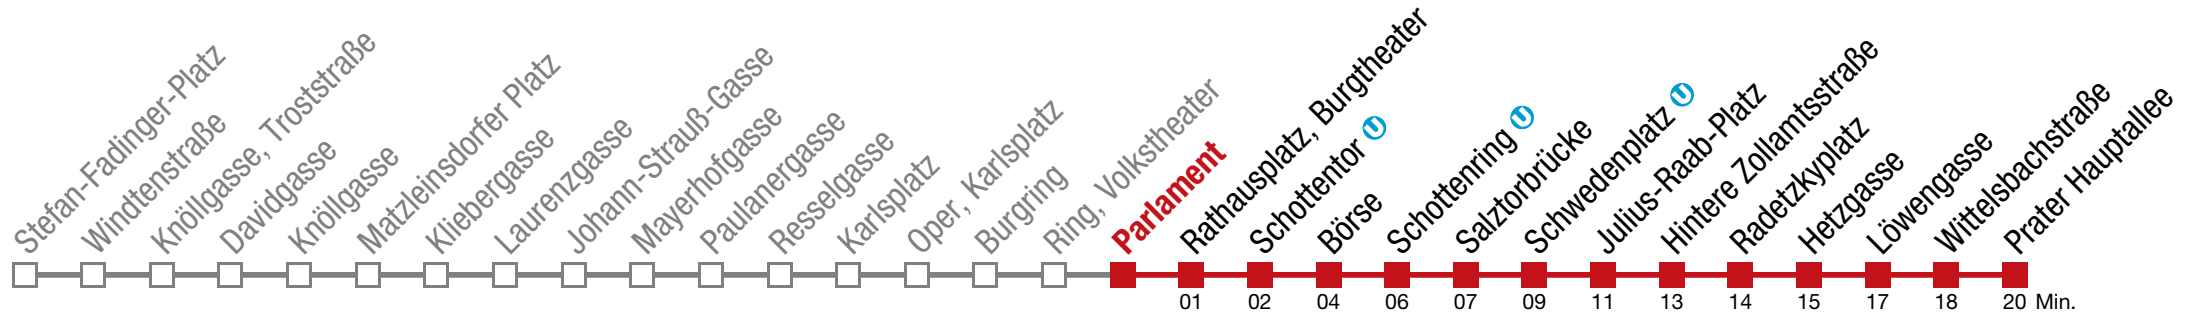 Stefan-Fadinger-Platz
Windtenstraße
Knöllgasse, Troststraße
Davidgasse
Knöllgasse
Matzleinsdorfer Platz
Kliebergasse
Laurenzgasse
Johann-Strauß-Gasse
Mayerhofgasse
Paulanergasse
Resselgasse
Karlsplatz
Oper, Karlsplatz
Burgring
Ring, Volkstheater
Parlament
Rathausplatz, Burgtheater
Schottentor U
Börse
Schottenring U
Salztorbrücke
Schwedenplatz U
Julius-Raab-Platz
Hintere Zollamtsstraße
Radetzkyplatz
Hetzgasse
Löwengasse
Wittelsbachstraße
Prater Hauptallee
01 02 04 06 07 09 11 13 14 15 17 18 20 Min.